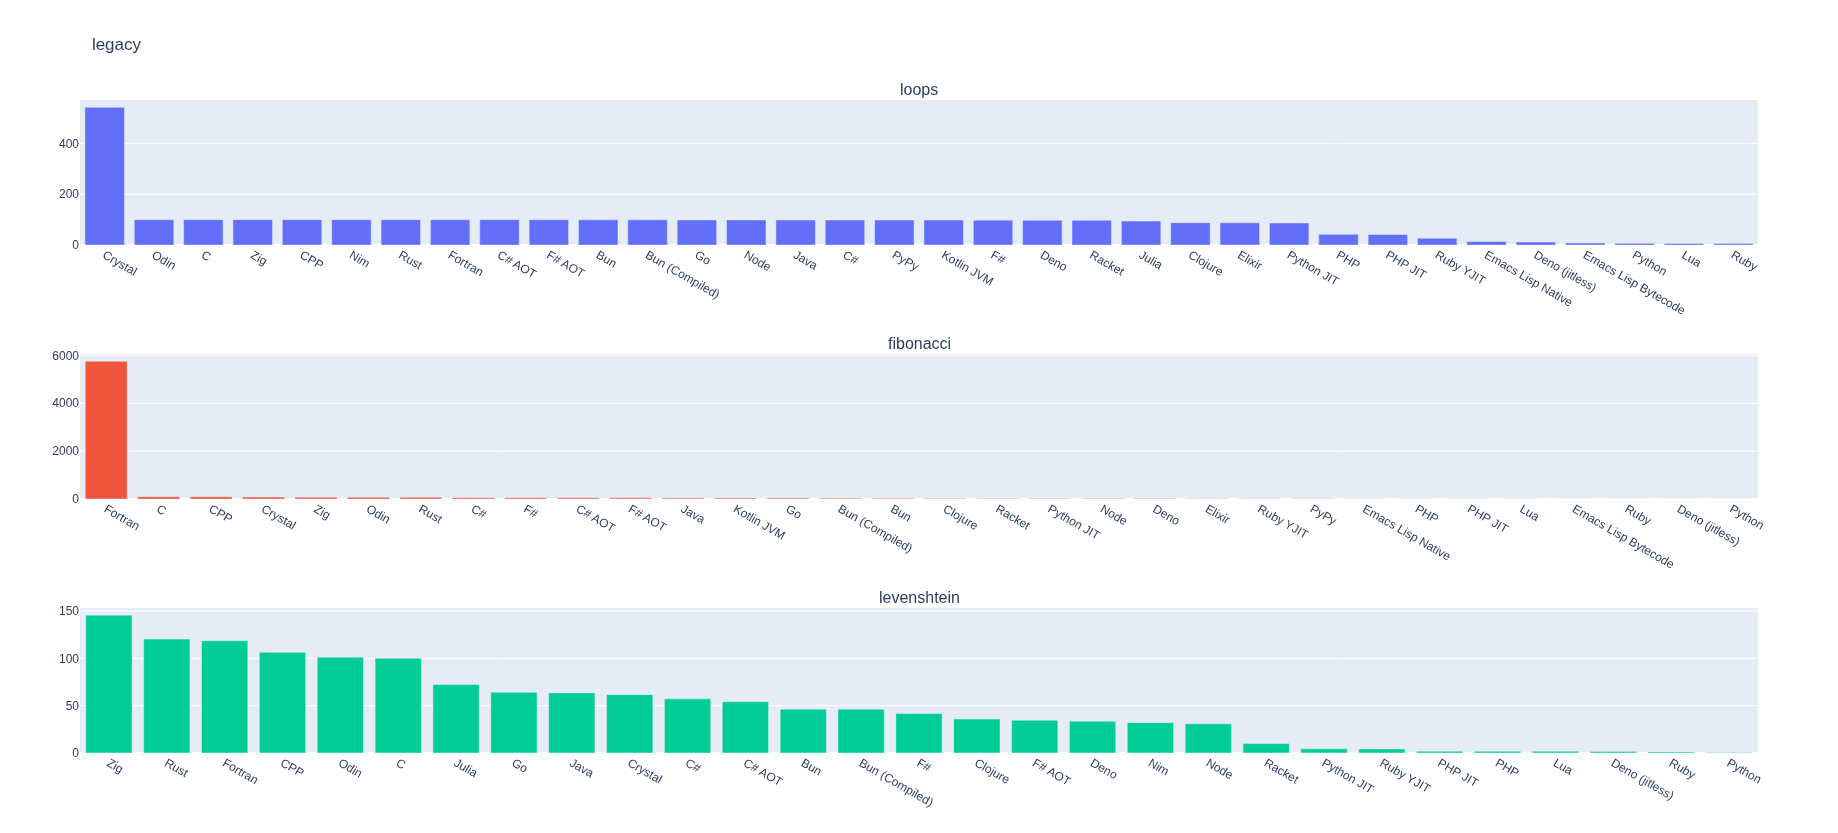 legacy
loops
400
200
0
Crystal Odin C Zig CPP Nim Rust Fortran C# AOT F# AOT Bun Bun (Compiled) Go Node Java C# PyPy Kotlin JVM F# Deno Racket Julia Clojure Elixir Python JIT PHP PHP JIT Ruby YJIT Emacs Lisp Native Deno (jitless) Emacs Lisp Bytecode Python Lua Ruby
fibonacci
6000
4000
2000
0
Fortran C CPP Crystal Zig Odin Rust C# F# C# AOT F# AOT Java Kotlin JVM Go Bun (Compiled) Bun Clojure Racket Python JIT Node Deno Elixir Ruby YJIT PyPy Emacs Lisp Native PHP PHP JIT Lua Emacs Lisp Bytecode Ruby Deno (jitless) Python
levenshtein
150
100
50
0
Zig Rust Fortran CPP Odin C Julia Go Java Crystal C# C# AOT Bun Bun (Compiled) F# Clojure F# AOT Deno Nim Node Racket Python JIT Ruby YJIT PHP JIT PHP Lua Deno (jitless) Ruby Python